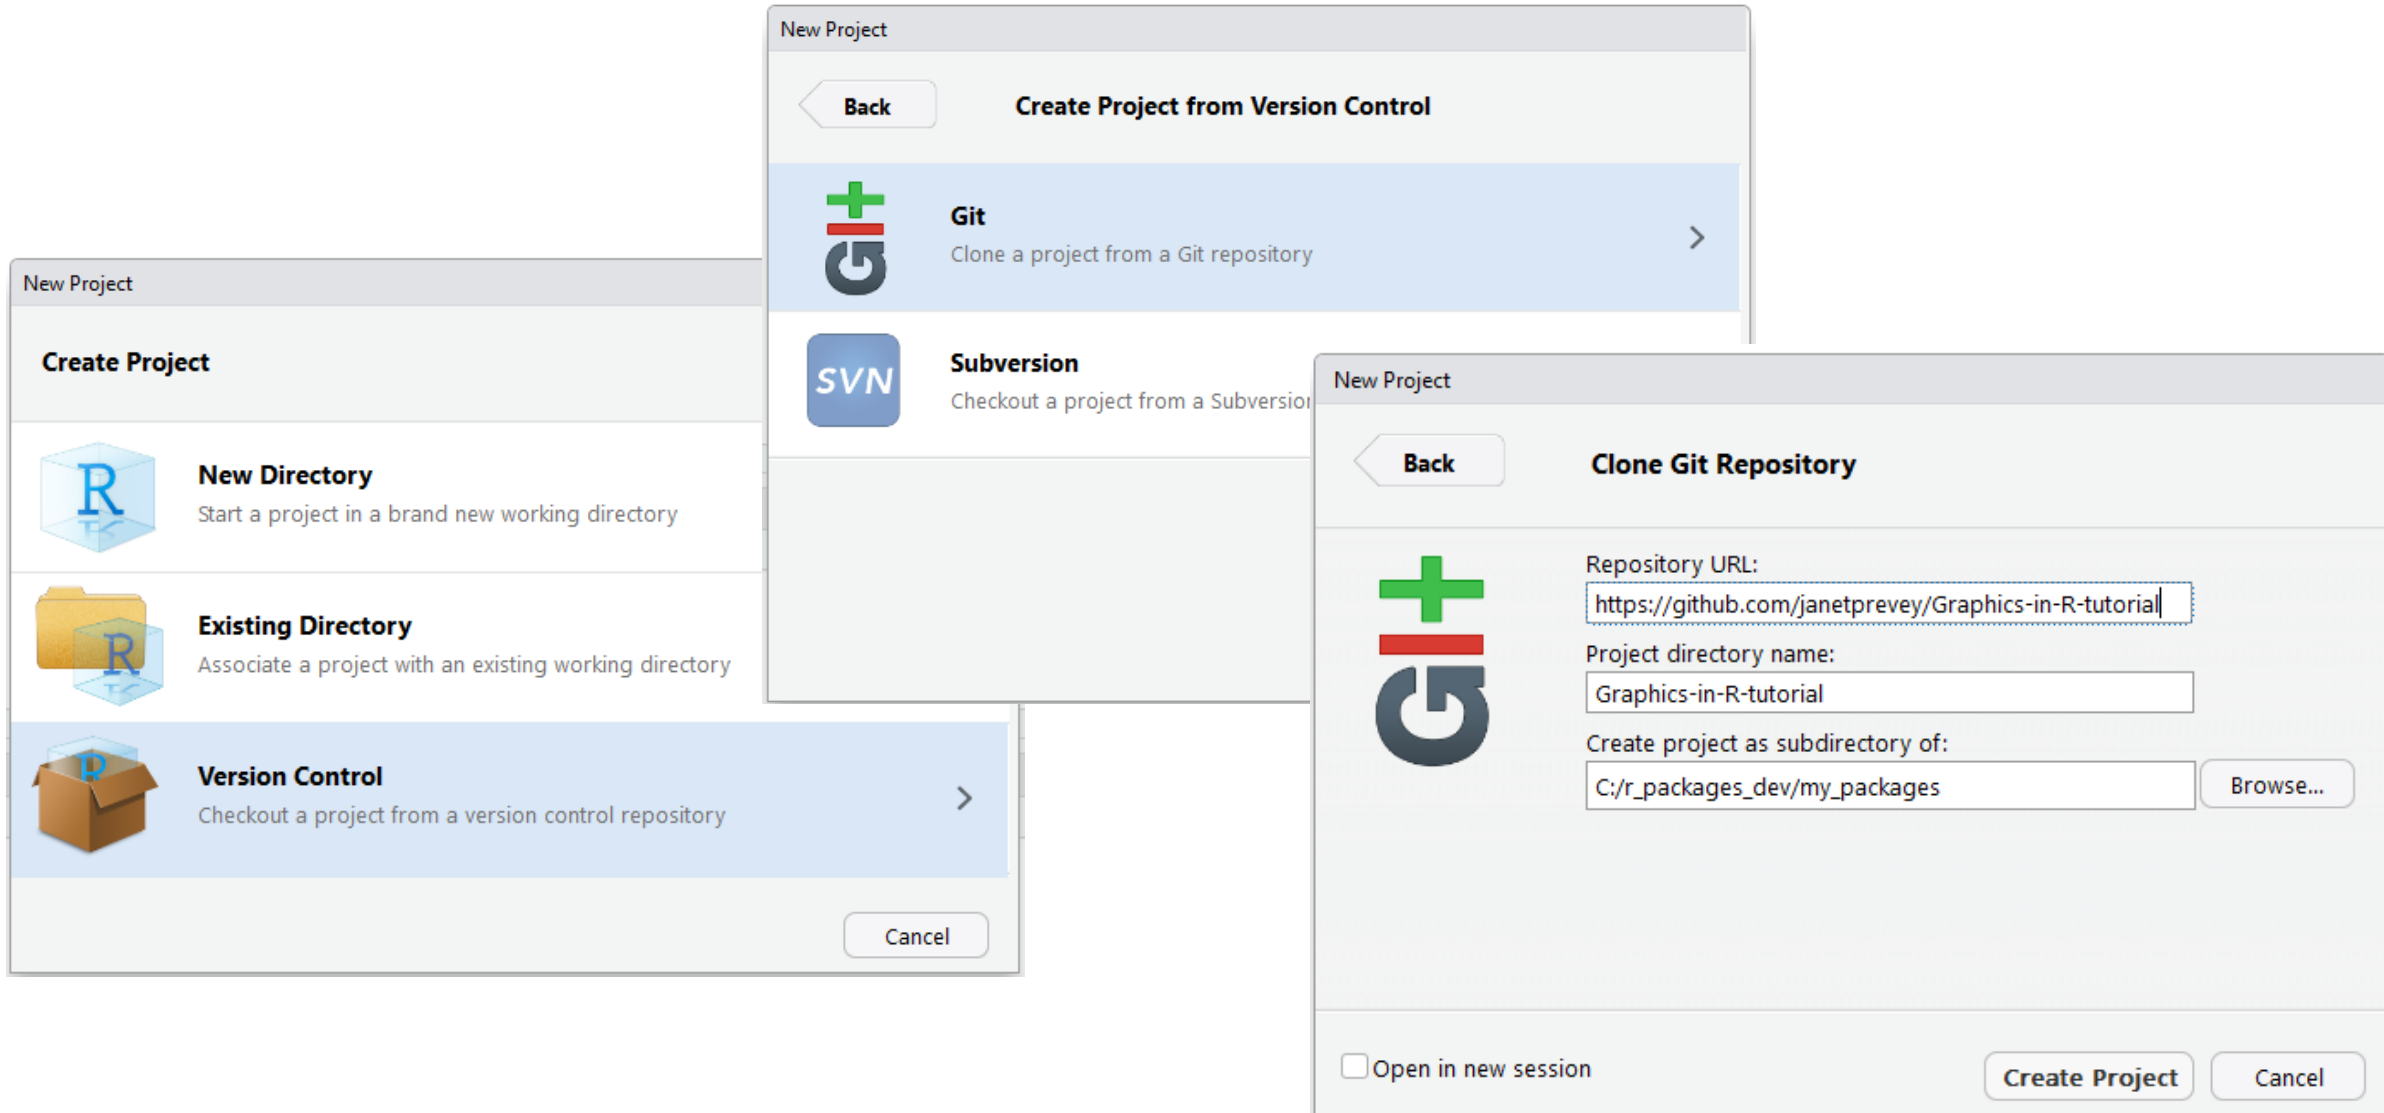 New Project
Create Project
R
New Directory
Start a project in a brand new working directory
R
Existing Directory
Associate a project with an existing working directory
R
Version Control
Checkout a project from a version control repository
Cancel
New Project
Back
Create Project from Version Control
Git
Git
Clone a project from a Git repository
SVN
Subversion
Checkout a project from a
New Project
Back
Clone Git Repository
Git
Repository URL:
https://github.com/janetprevey/Graphics-in-R-tutorial
Project directory name:
Graphics-in-R-tutorial
Create project as subdirectory of:
C:/r_packages_dev/my_packages
Browse...
Open in new session
Create Project
Cancel